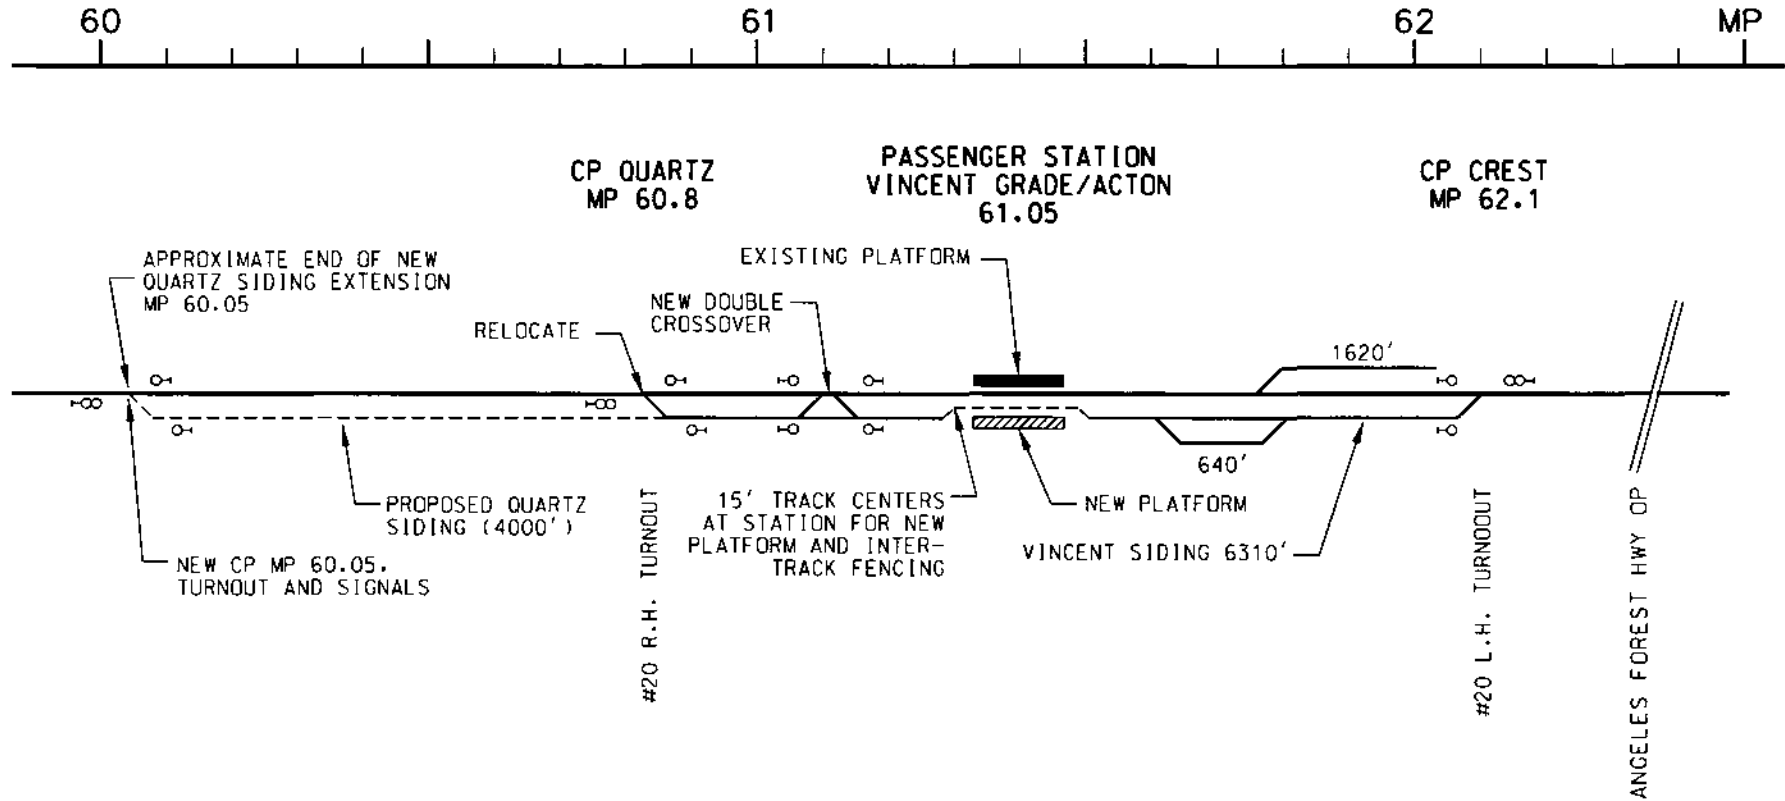 60
61
62
MP
CP QUARTZ
MP 60.8
PASSENGER STATION
VINCENT GRADE/ACTON
61.05
CP CREST
MP 62.1
APPROXIMATE END OF NEW
QUARTZ SIDING EXTENSION
MP 60.05
EXISTING PLATFORM
NEW DOUBLE
CROSSOVER
RELOCATE
1620'
640'
PROPOSED QUARTZ
SIDING (4000')
NEW CP MP 60.05.
TURNOUT AND SIGNALS
15' TRACK CENTERS
AT STATION FOR NEW
PLATFORM AND INTER-
TRACK FENCING
NEW PLATFORM
VINCENT SIDING 6310'
#20 R.H. TURNOUT
#20 L.H. TURNOOUT
ANGELES FOREST HWY OP